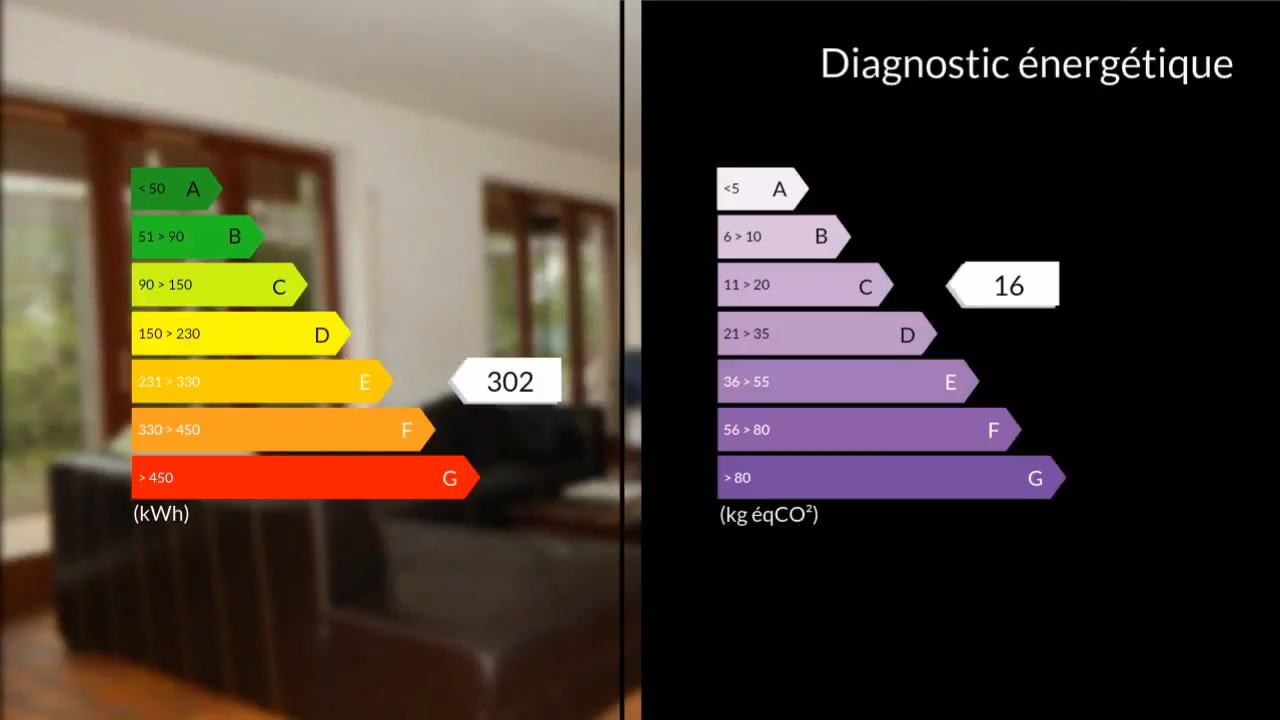 Diagnostic énergétique
< 50 A
51 > 90 B
90 > 150 C
150 > 230 D
231 > 330 E
302
330 > 450 F
> 450 G
(kWh)
<5 A
6 > 10 B
11 > 20 C
16
21 > 35 D
36 > 55 E
56 > 80 F
> 80 G
(kg éqCO²)